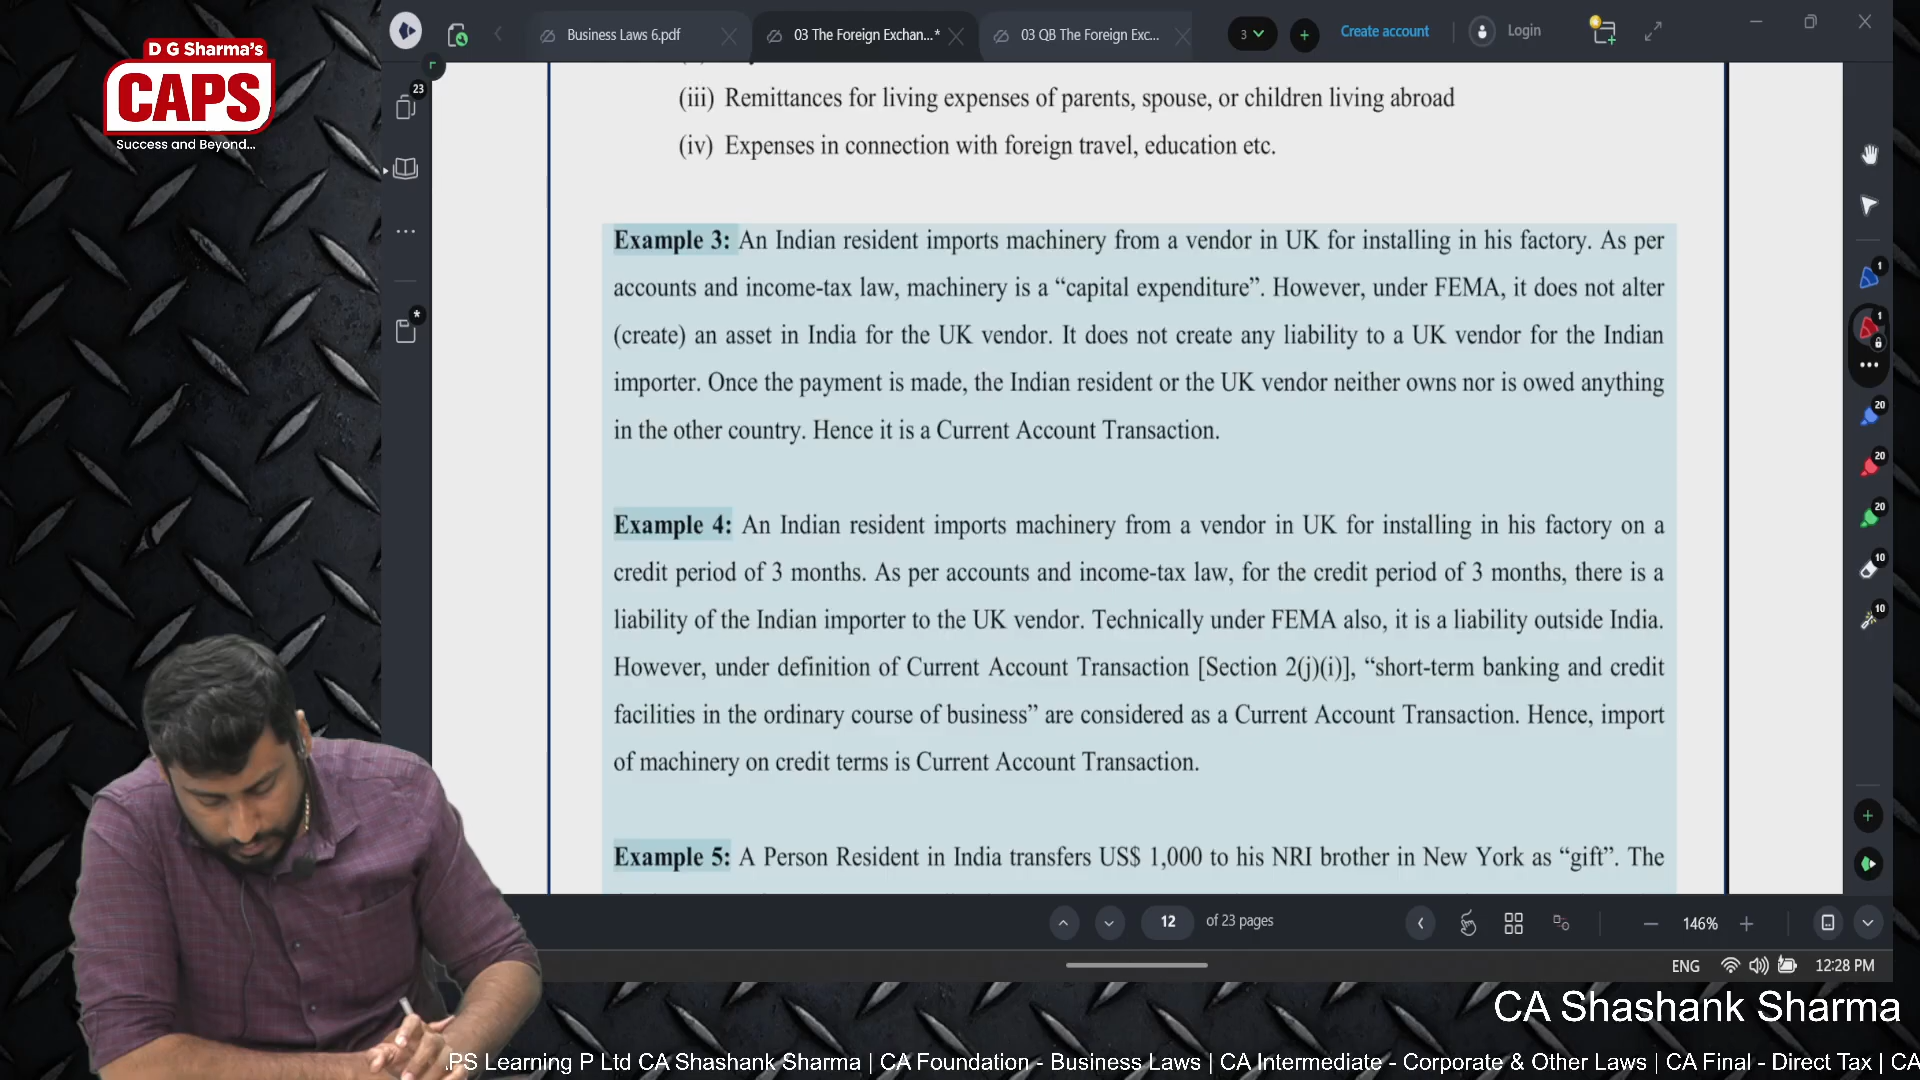 D G Sharma's
CAPS
Success and Beyond...
Business Laws 6.pdf
03 The Foreign Exchan...*
03 QB The Foreign Exc...
3
Create account
Login
23
(iii) Remittances for living expenses of parents, spouse, or children living abroad
(iv) Expenses in connection with foreign travel, education etc.
Example 3: An Indian resident imports machinery from a vendor in UK for installing in his factory. As per
accounts and income-tax law, machinery is a “capital expenditure”. However, under FEMA, it does not alter
(create) an asset in India for the UK vendor. It does not create any liability to a UK vendor for the Indian
importer. Once the payment is made, the Indian resident or the UK vendor neither owns nor is owed anything
in the other country. Hence it is a Current Account Transaction.
Example 4: An Indian resident imports machinery from a vendor in UK for installing in his factory on a
credit period of 3 months. As per accounts and income-tax law, for the credit period of 3 months, there is a
liability of the Indian importer to the UK vendor. Technically under FEMA also, it is a liability outside India.
However, under definition of Current Account Transaction [Section 2(j)(i)], “short-term banking and credit
facilities in the ordinary course of business” are considered as a Current Account Transaction. Hence, import
of machinery on credit terms is Current Account Transaction.
Example 5: A Person Resident in India transfers US$ 1,000 to his NRI brother in New York as “gift”. The
1
1
20
20
20
10
10
12 of 23 pages
146%
ENG
12:28 PM
CA Shashank Sharma
PS Learning P Ltd CA Shashank Sharma | CA Foundation - Business Laws | CA Intermediate - Corporate & Other Laws | CA Final - Direct Tax | CA